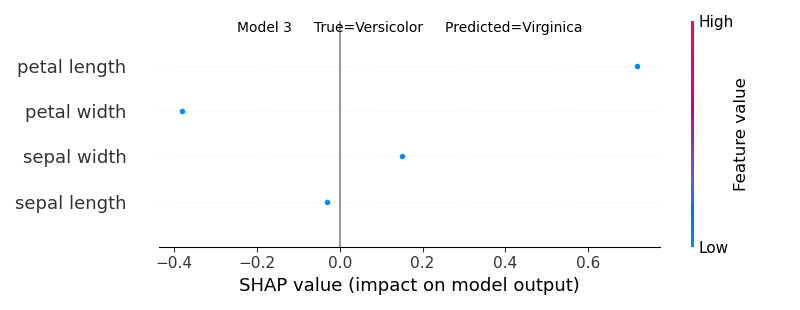 Model 3 True=Versicolor Predicted=Virginica
High
petal length
petal width
sepal width
sepal length
Feature value
Low
−0.4 −0.2 0.0 0.2 0.4 0.6
SHAP value (impact on model output)